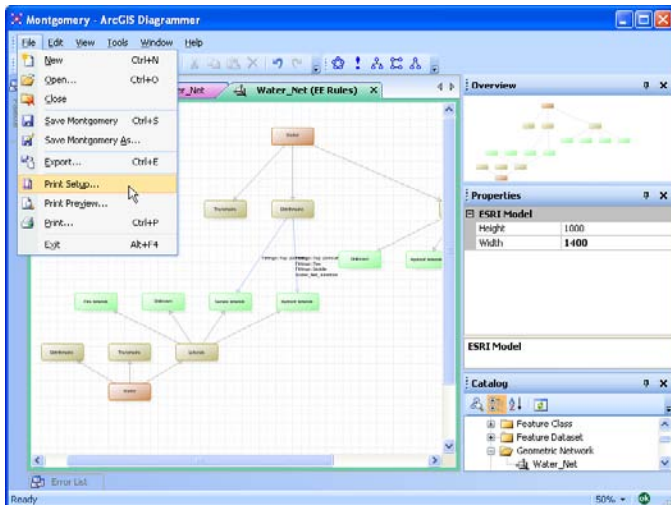 Montgomery - ArcGIS Diagrammer
File Edit View Tools Window Help
New Ctrl+N
Open... Ctrl+O
Close
Save Montgomery Ctrl+S
Save Montgomery As...
Export... Ctrl+E
Print Setup...
Print Preview...
Print... Ctrl+P
Exit Alt+F4
er_Net
Water_Net (EE Rules)
Overview
Properties
ESRI Model
Height 1000
Width 1400
ESRI Model
Catalog
Feature Class
Feature Dataset
Geometric Network
Water_Net
Error List
Ready
50%